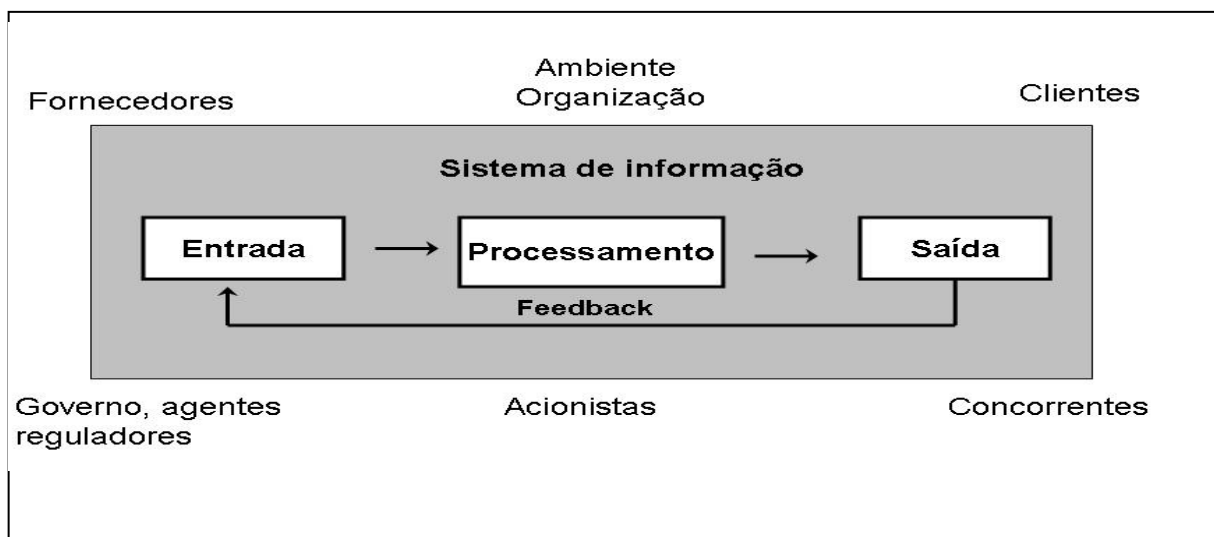 Ambiente
Organização
Fornecedores
Clientes
Sistema de informação
Entrada
Processamento
Saída
Feedback
Governo, agentes
reguladores
Acionistas
Concorrentes